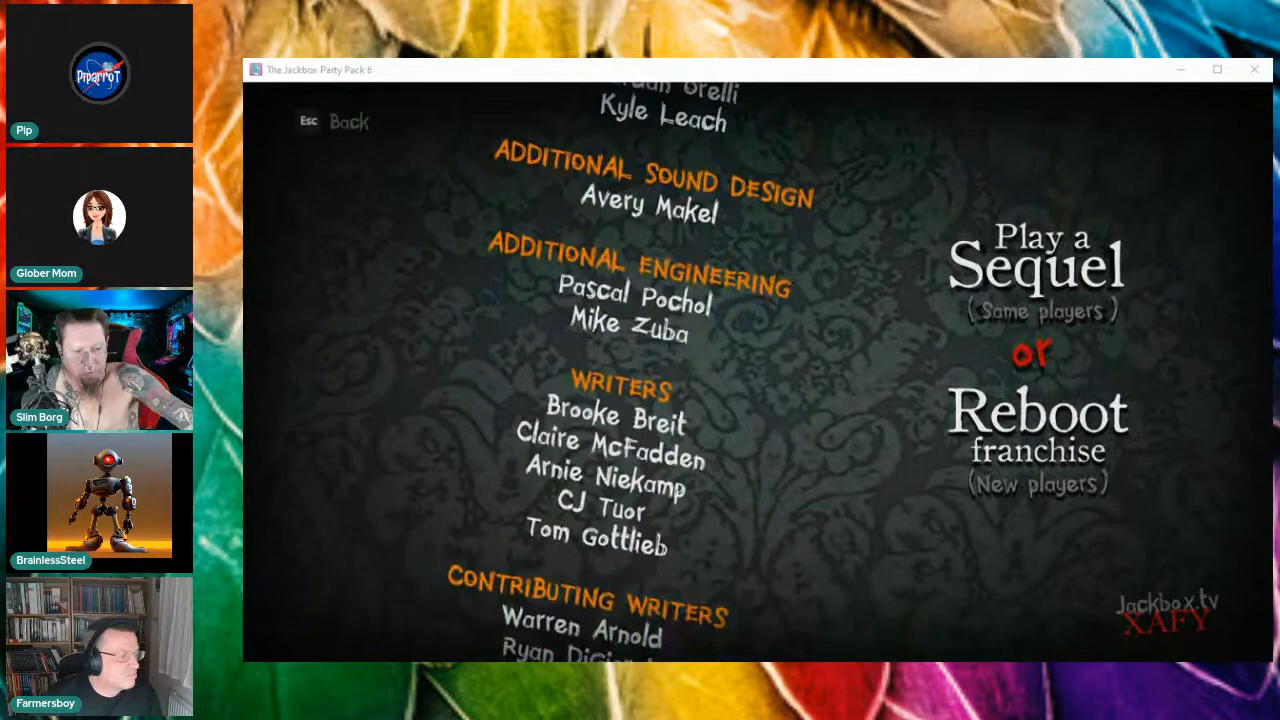 PiparroT
Pip
Glober Mom
Slim Borg
BrainlessSteel
Farmersboy
The Jackbox Party Pack 6
Esc Back
Kyle Leach
ADDITIONAL SOUND DESIGN
Avery Makel
ADDITIONAL ENGINEERING
Pascal Pochol
Mike Zuba
WRITERS
Brooke Breit
Claire McFadden
Arnie Niekamp
CJ Tuor
Tom Gottlieb
CONTRIBUTING WRITERS
Warren Arnold
Ryan
Play a
Sequel
(Same players)
or
Reboot
franchise
(New players)
Jackbox.tv
XAFY